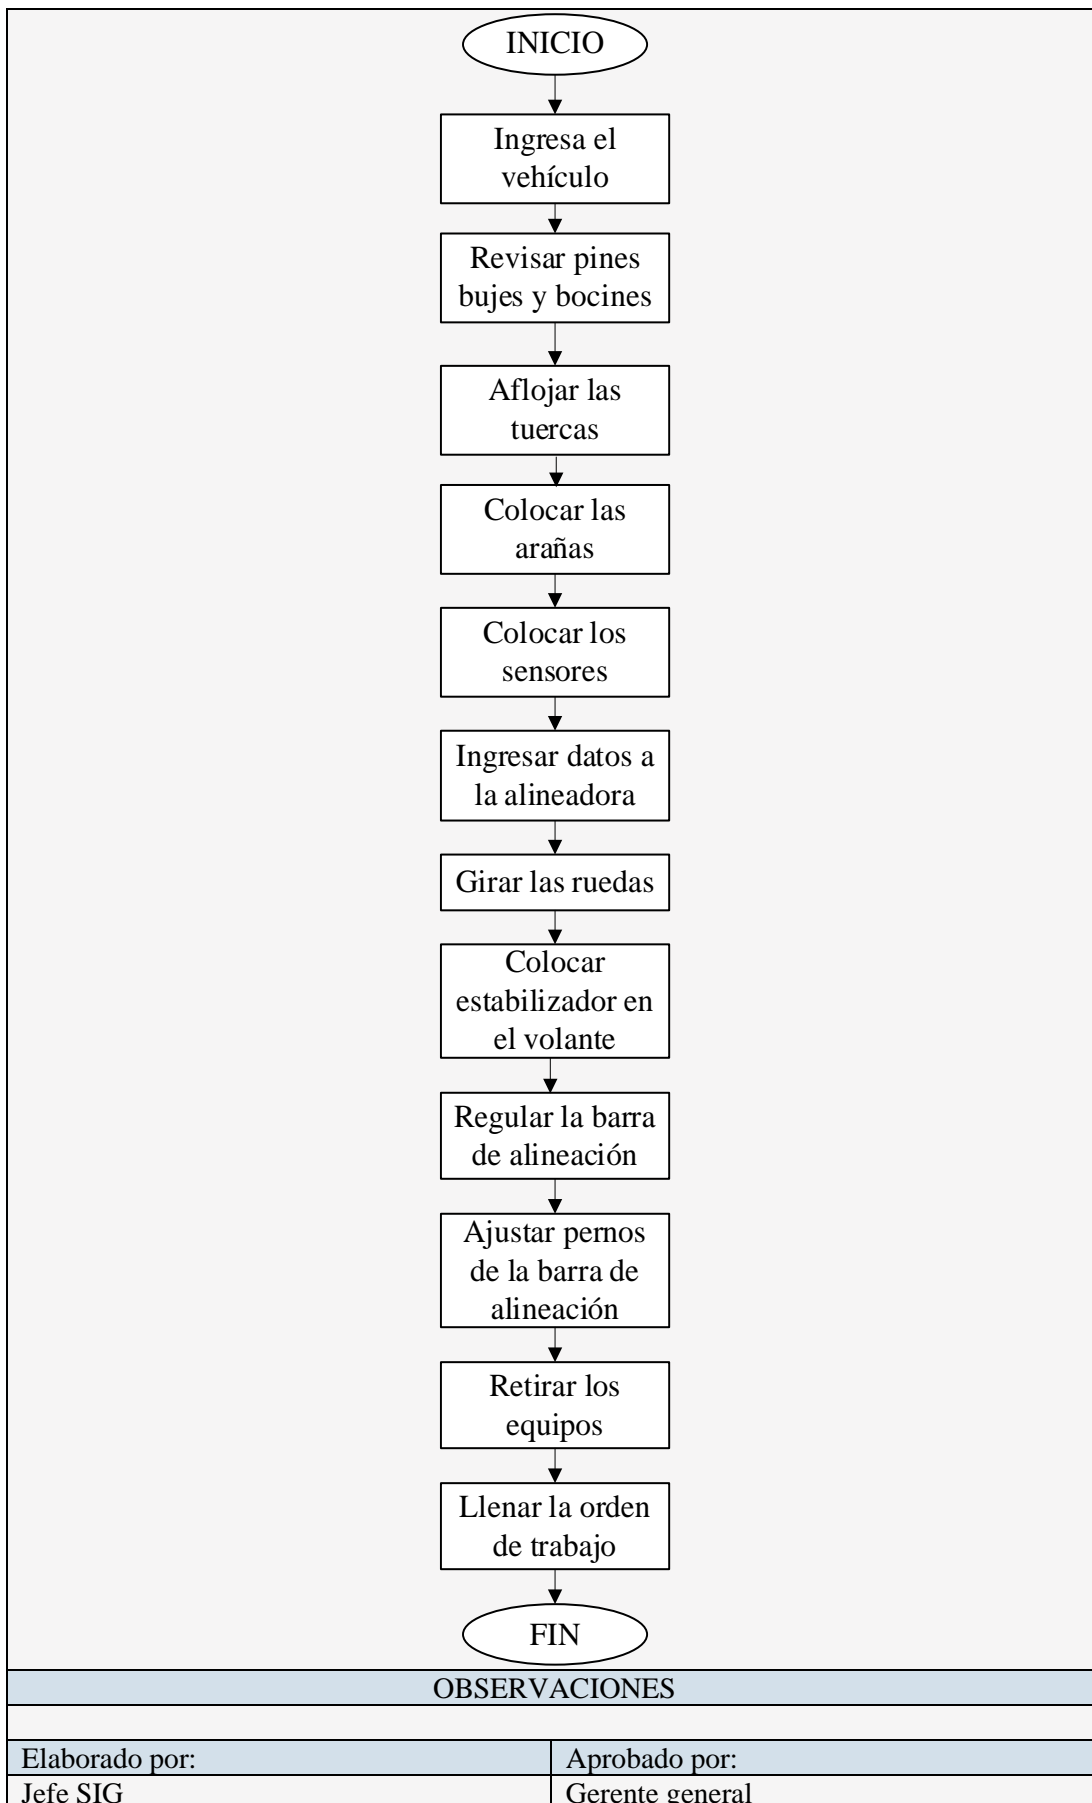 INICIO
Ingresa el
vehículo
Revisar pines
bujes y bocines
Aflojar las
tuercas
Colocar las
arañas
Colocar los
sensores
Ingresar datos a
la alineadora
Girar las ruedas
Colocar
estabilizador en
el volante
Regular la barra
de alineación
Ajustar pernos
de la barra de
alineación
Retirar los
equipos
Llenar la orden
de trabajo
FIN
OBSERVACIONES
Elaborado por:
Aprobado por:
Jefe SIG
Gerente general